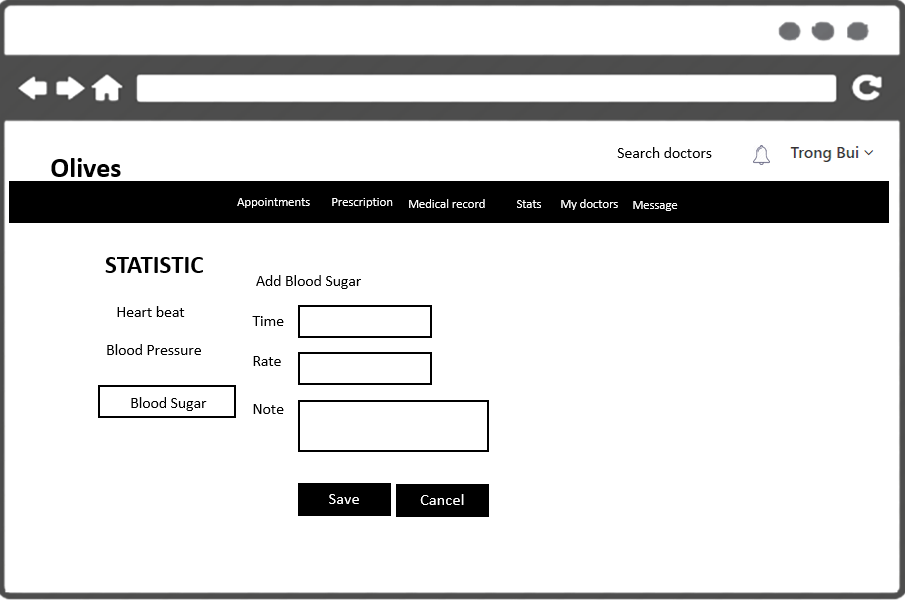 Search doctors
Trong Bui
Olives
Appointments Prescription Medical record Stats My doctors Message
STATISTIC
Heart beat
Blood Pressure
Blood Sugar
Add Blood Sugar
Time
Rate
Note
Save Cancel